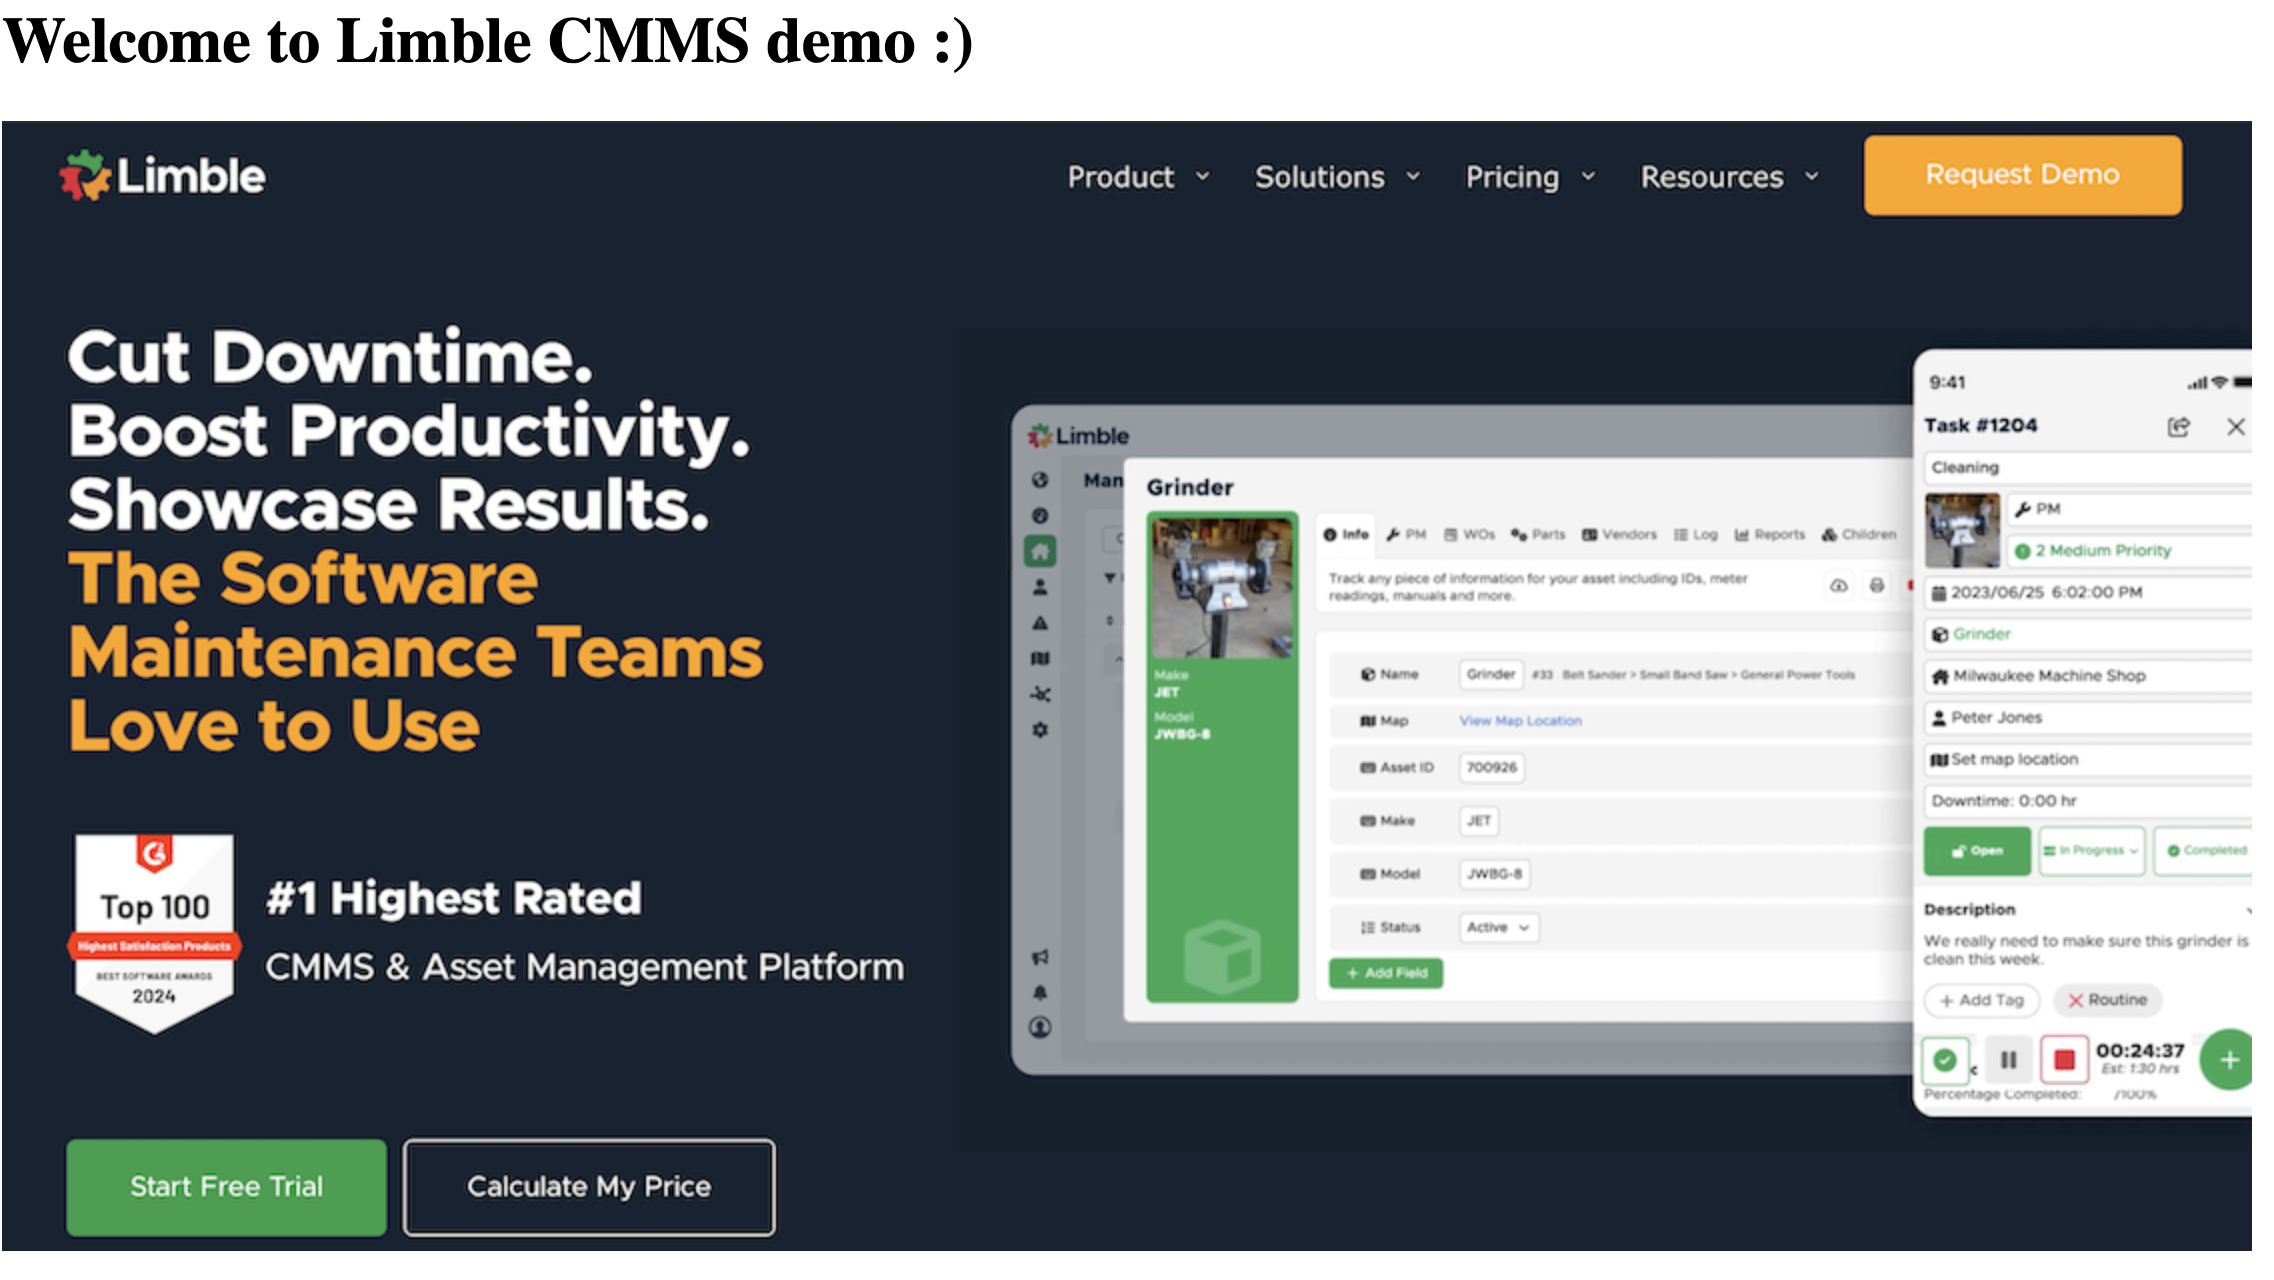 Welcome to Limble CMMS demo :)
Limble
Product
Solutions
Pricing
Resources
Request Demo
Cut Downtime.
Boost Productivity.
Showcase Results.
The Software
Maintenance Teams
Love to Use
Top 100
Highest Satisfaction Products
BEST SOFTWARE AWARDS
2024
#1 Highest Rated
CMMS & Asset Management Platform
Start Free Trial
Calculate My Price
Limble
Man
Grinder
Make
JET
Model
JWBG-8
Info PM WOs Parts Vendors Log Reports Children
Track any piece of information for your asset including IDs, meter
readings, manuals and more.
Name Grinder #33 Belt Sander > Small Band Saw > General Power Tools
Map View Map Location
Asset ID 700926
Make JET
Model JWBG-8
Status Active
+ Add Field
9:41
Task #1204
Cleaning
PM
2 Medium Priority
2023/06/25 6:02:00 PM
Grinder
Milwaukee Machine Shop
Peter Jones
Set map location
Downtime: 0:00 hr
Open In Progress Completed
Description
We really need to make sure this grinder is
clean this week.
+ Add Tag
Routine
00:24:37
Est: 1:30 hrs
Percentage Completed: /100%